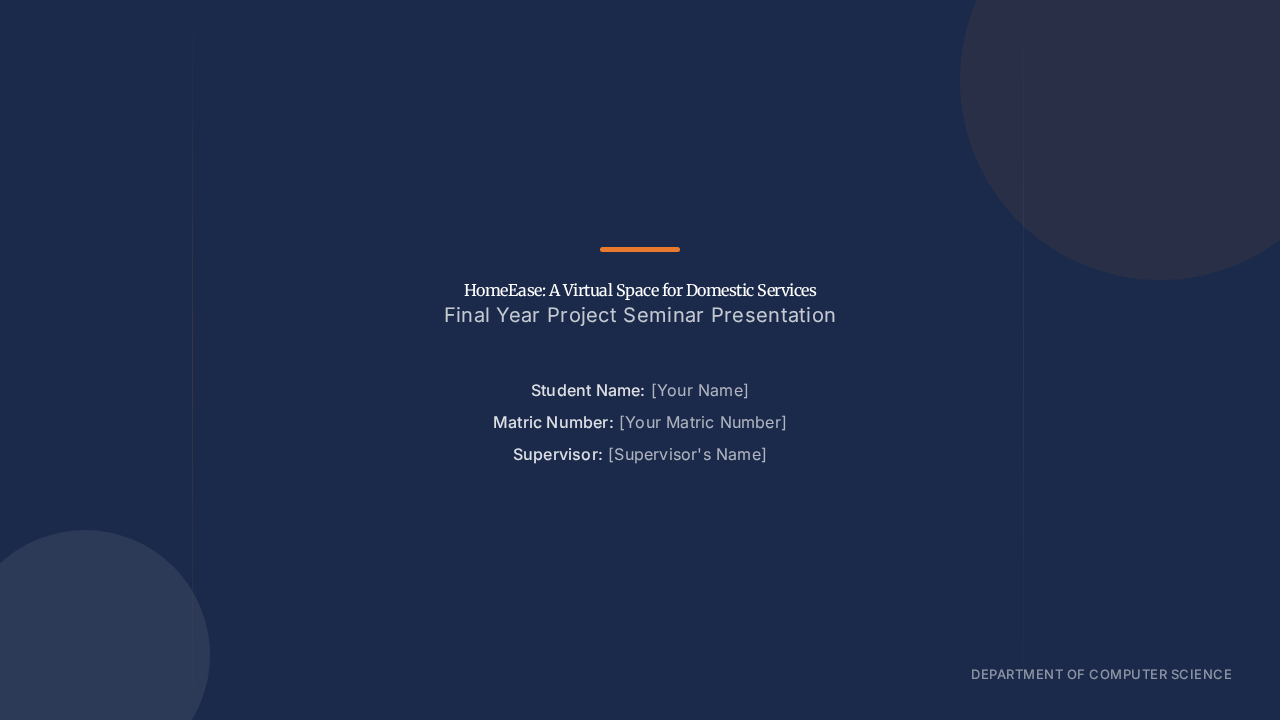 HomeEase: A Virtual Space for Domestic Services
Final Year Project Seminar Presentation
Student Name: [Your Name]
Matric Number: [Your Matric Number]
Supervisor: [Supervisor's Name]
DEPARTMENT OF COMPUTER SCIENCE